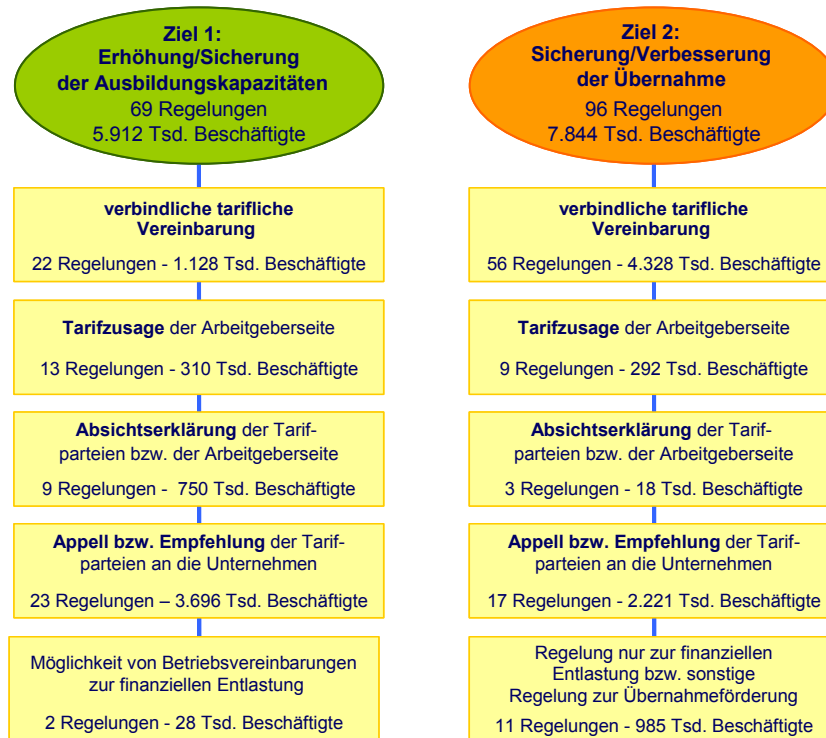 Ziel 1:
Erhöhung/Sicherung
der Ausbildungskapazitäten
69 Regelungen
5.912 Tsd. Beschäftigte
verbindliche tarifliche
Vereinbarung
22 Regelungen - 1.128 Tsd. Beschäftigte
Tarifzusage der Arbeitgeberseite
13 Regelungen - 310 Tsd. Beschäftigte
Absichtserklärung der Tarif-
parteien bzw. der Arbeitgeberseite
9 Regelungen - 750 Tsd. Beschäftigte
Appell bzw. Empfehlung der Tarif-
parteien an die Unternehmen
23 Regelungen – 3.696 Tsd. Beschäftigte
Möglichkeit von Betriebsvereinbarungen
zur finanziellen Entlastung
2 Regelungen - 28 Tsd. Beschäftigte
Ziel 2:
Sicherung/Verbesserung
der Übernahme
96 Regelungen
7.844 Tsd. Beschäftigte
verbindliche tarifliche
Vereinbarung
56 Regelungen - 4.328 Tsd. Beschäftigte
Tarifzusage der Arbeitgeberseite
9 Regelungen - 292 Tsd. Beschäftigte
Absichtserklärung der Tarif-
parteien bzw. der Arbeitgeberseite
3 Regelungen - 18 Tsd. Beschäftigte
Appell bzw. Empfehlung der Tarif-
parteien an die Unternehmen
17 Regelungen - 2.221 Tsd. Beschäftigte
Regelung nur zur finanziellen
Entlastung bzw. sonstige
Regelung zur Übernahmeförderung
11 Regelungen - 985 Tsd. Beschäftigte